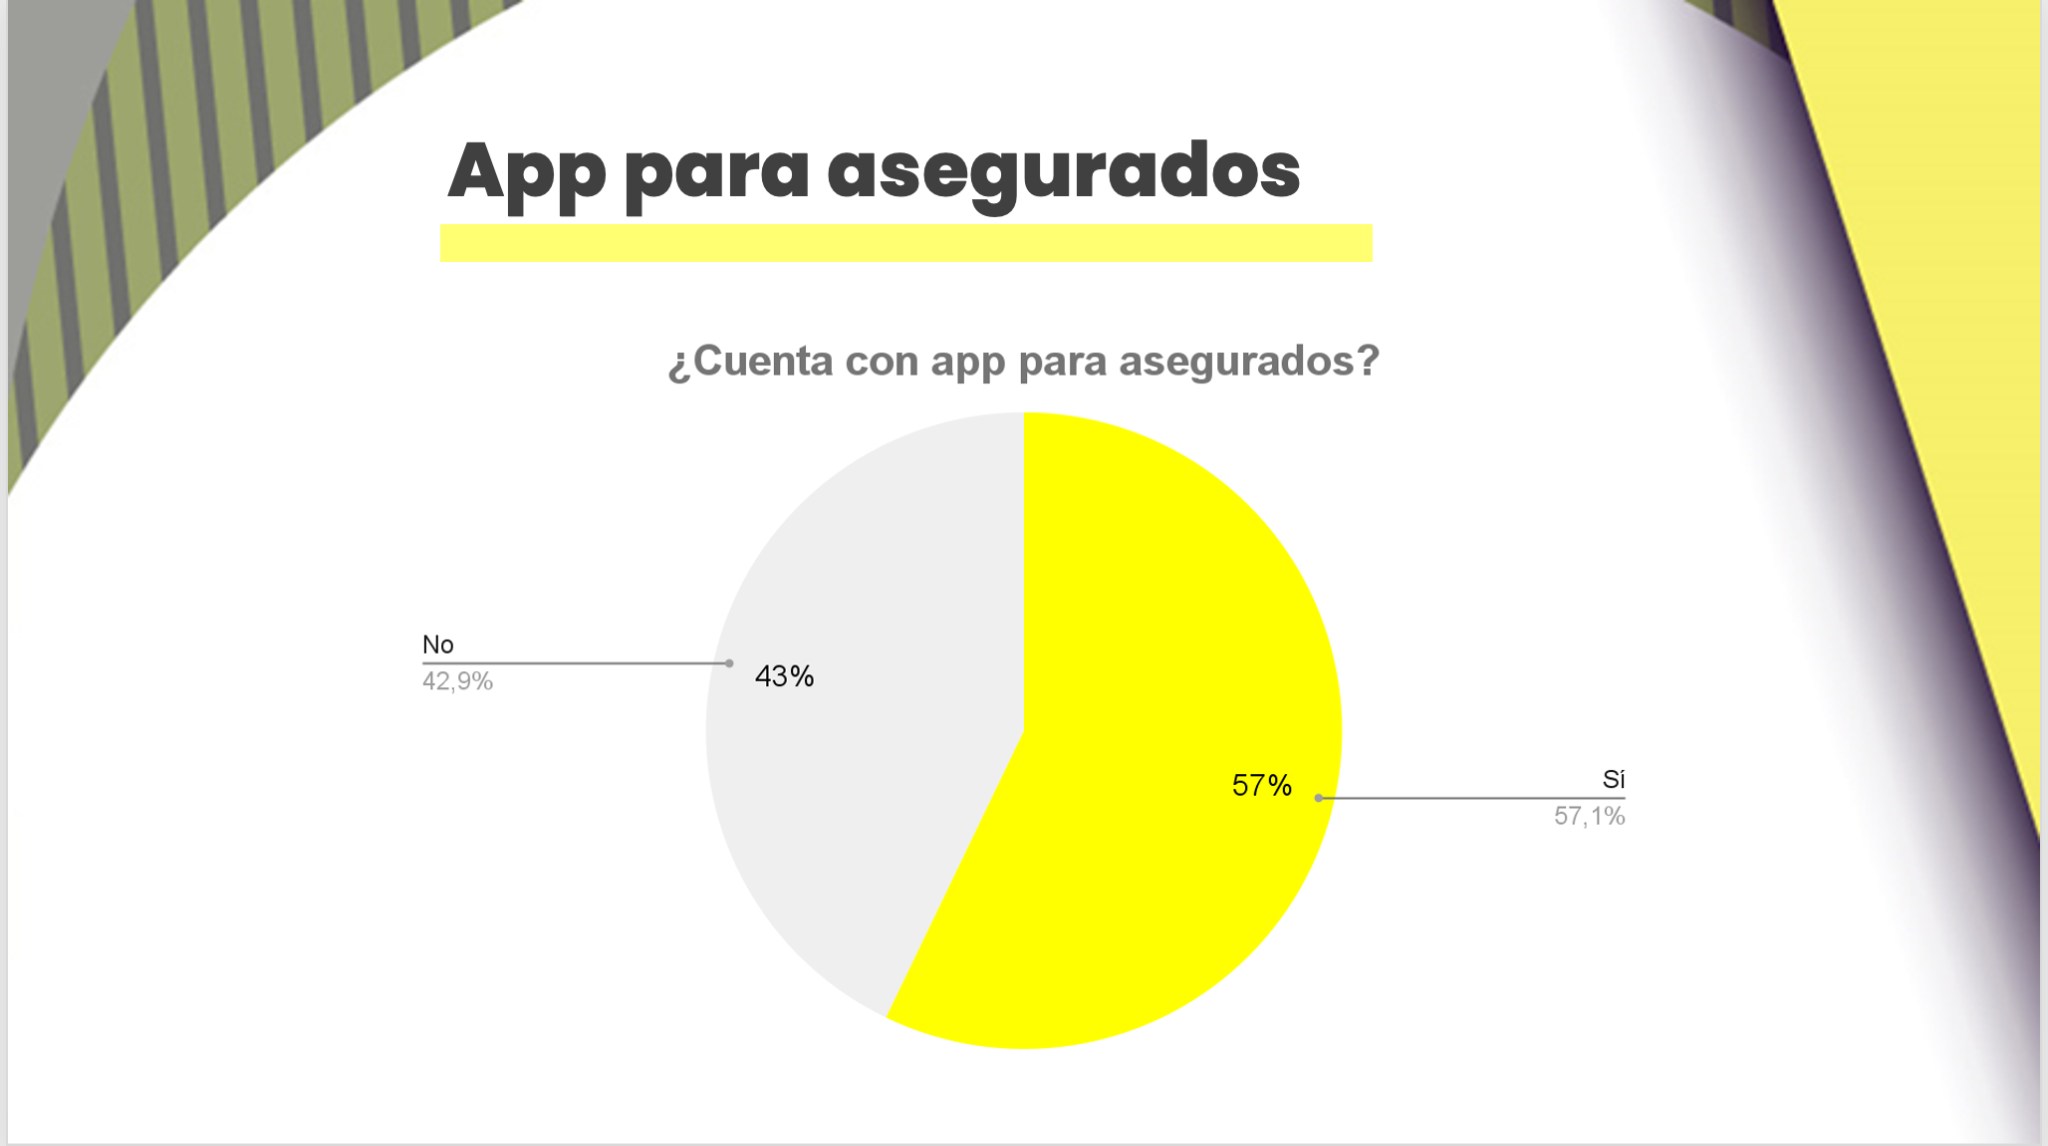 App para asegurados
¿Cuenta con app para asegurados?
No
42,9%
43%
57%
Sí
57,1%